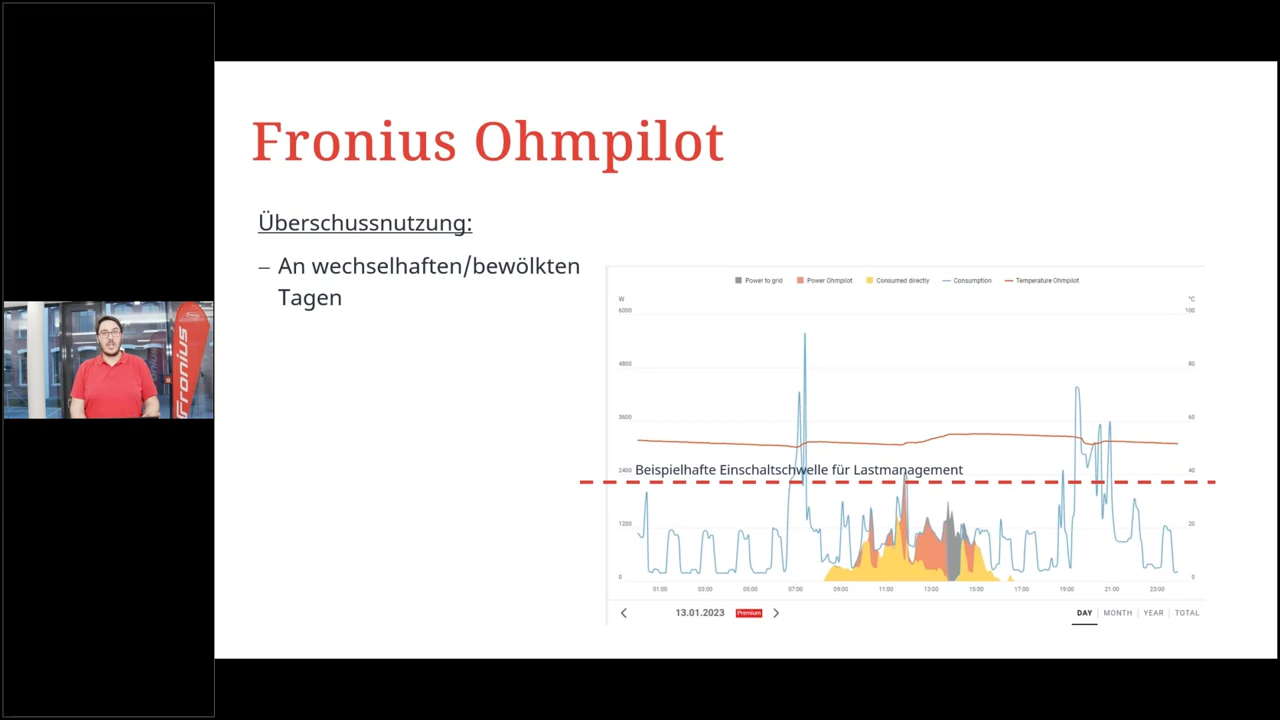 Fronius Ohmpilot
Überschussnutzung:
– An wechselhaften/bewölkten
Tagen
Power to grid
Power Ohmpilot
Consumed directly
Consumption
Temperature Ohmpilot
W
°C
6000
100
4800
80
3600
60
2400
Beispielhafte Einschaltschwelle für Lastmanagement
40
1200
20
0
0
01:00 03:00 05:00 07:00 09:00 11:00 13:00 15:00 17:00 19:00 21:00 23:00
13.01.2023 Premium
DAY MONTH YEAR TOTAL
Fronius